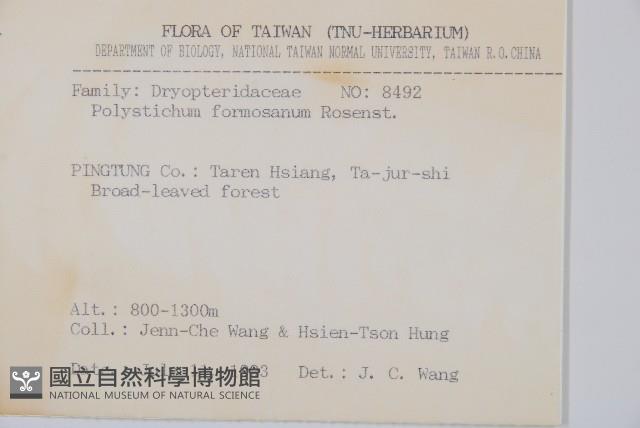 FLORA OF TAIWAN (TNU-HERBARIUM)
DEPARTMENT OF BIOLOGY, NATIONAL TAIWAN NORMAL UNIVERSITY, TAIWAN R.O.CHINA
Family: Dryopteridaceae NO: 8492
Polystichum formosanum Rosenst.
PINGTUNG Co.: Taren Hsiang, Ta-jur-shi
Broad-leaved forest
Alt.: 800-1300m
Coll.: Jenn-Che Wang & Hsien-Tson Hung
Det.: J. C. Wang
國立自然科學博物館
NATIONAL MUSEUM OF NATURAL SCIENCE